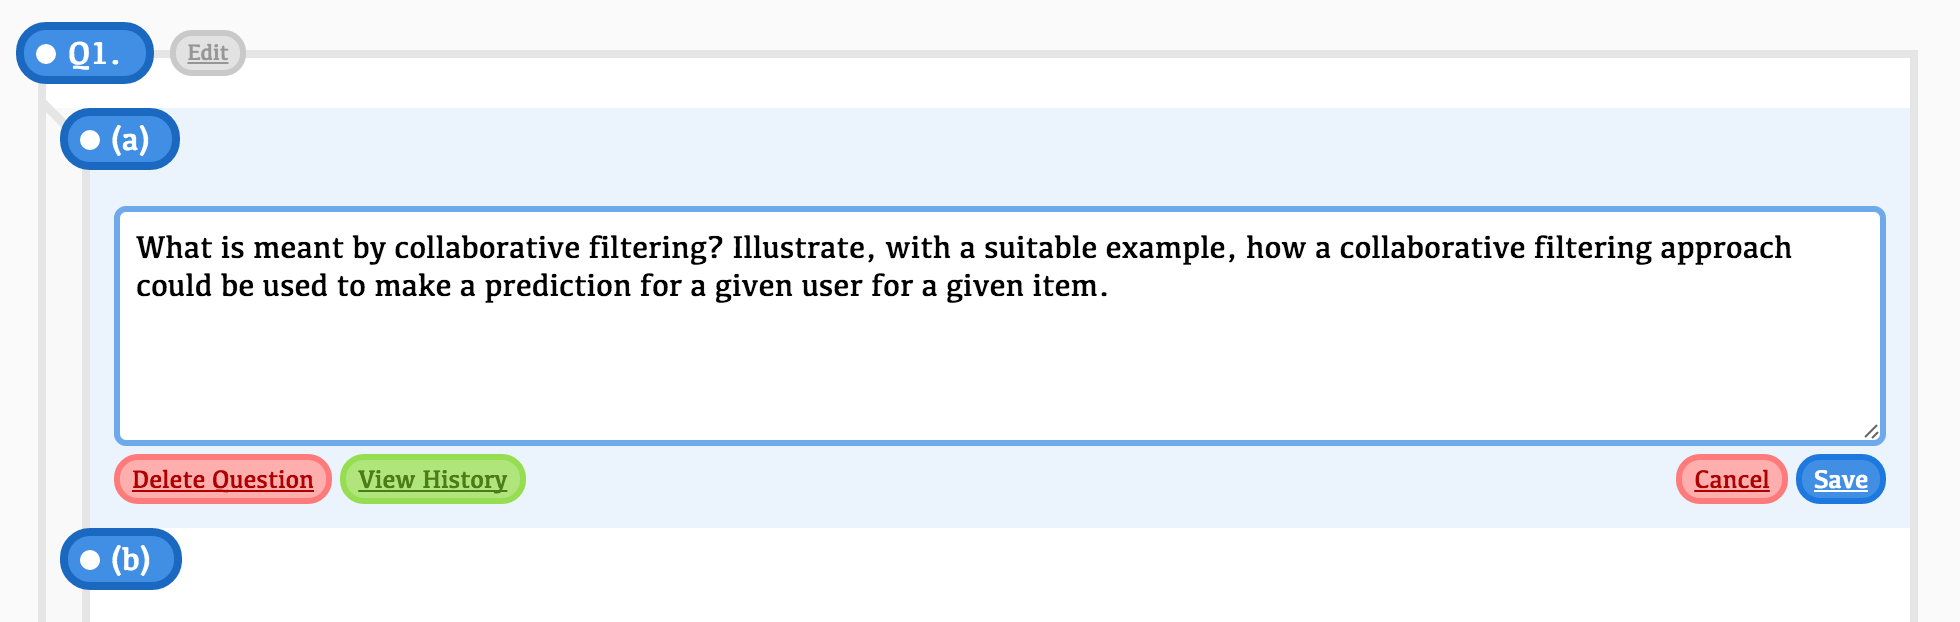 Q1.
Edit
(a)
What is meant by collaborative filtering? Illustrate, with a suitable example, how a collaborative filtering approach
could be used to make a prediction for a given user for a given item.
Delete Question
View History
Cancel
Save
(b)